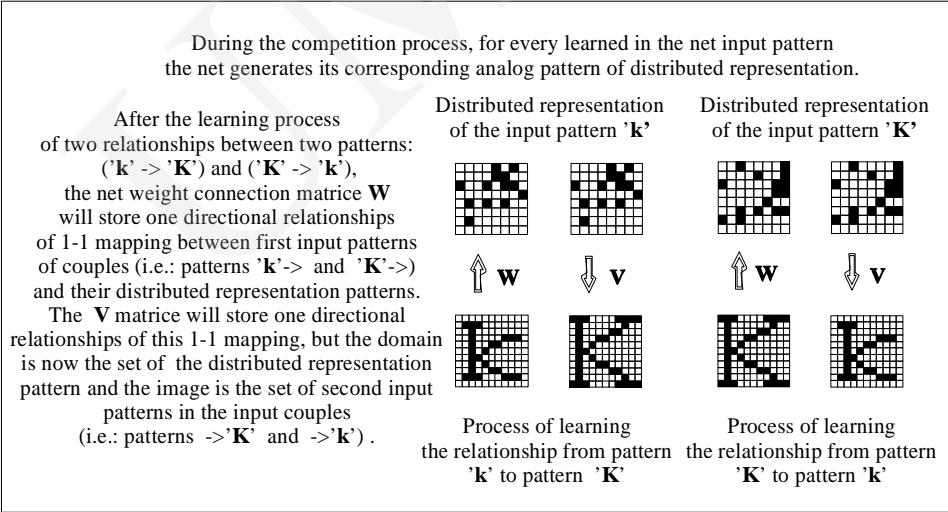 During the competition process, for every learned in the net input pattern
the net generates its corresponding analog pattern of distributed representation.
After the learning process
of two relationships between two patterns:
('k' -> 'K') and ('K' -> 'k'),
the net weight connection matrice W
will store one directional relationships
of 1-1 mapping between first input patterns
of couples (i.e.: patterns 'k'-> and 'K'->)
and their distributed representation patterns.
The V matrice will store one directional
relationships of this 1-1 mapping, but the domain
is now the set of the distributed representation
pattern and the image is the set of second input
patterns in the input couples
(i.e.: patterns ->'K' and ->'k') .
Distributed representation
of the input pattern 'k'
W
V
Process of learning
the relationship from pattern
'k' to pattern 'K'
Distributed representation
of the input pattern 'K'
W
V
Process of learning
the relationship from pattern
'K' to pattern 'k'